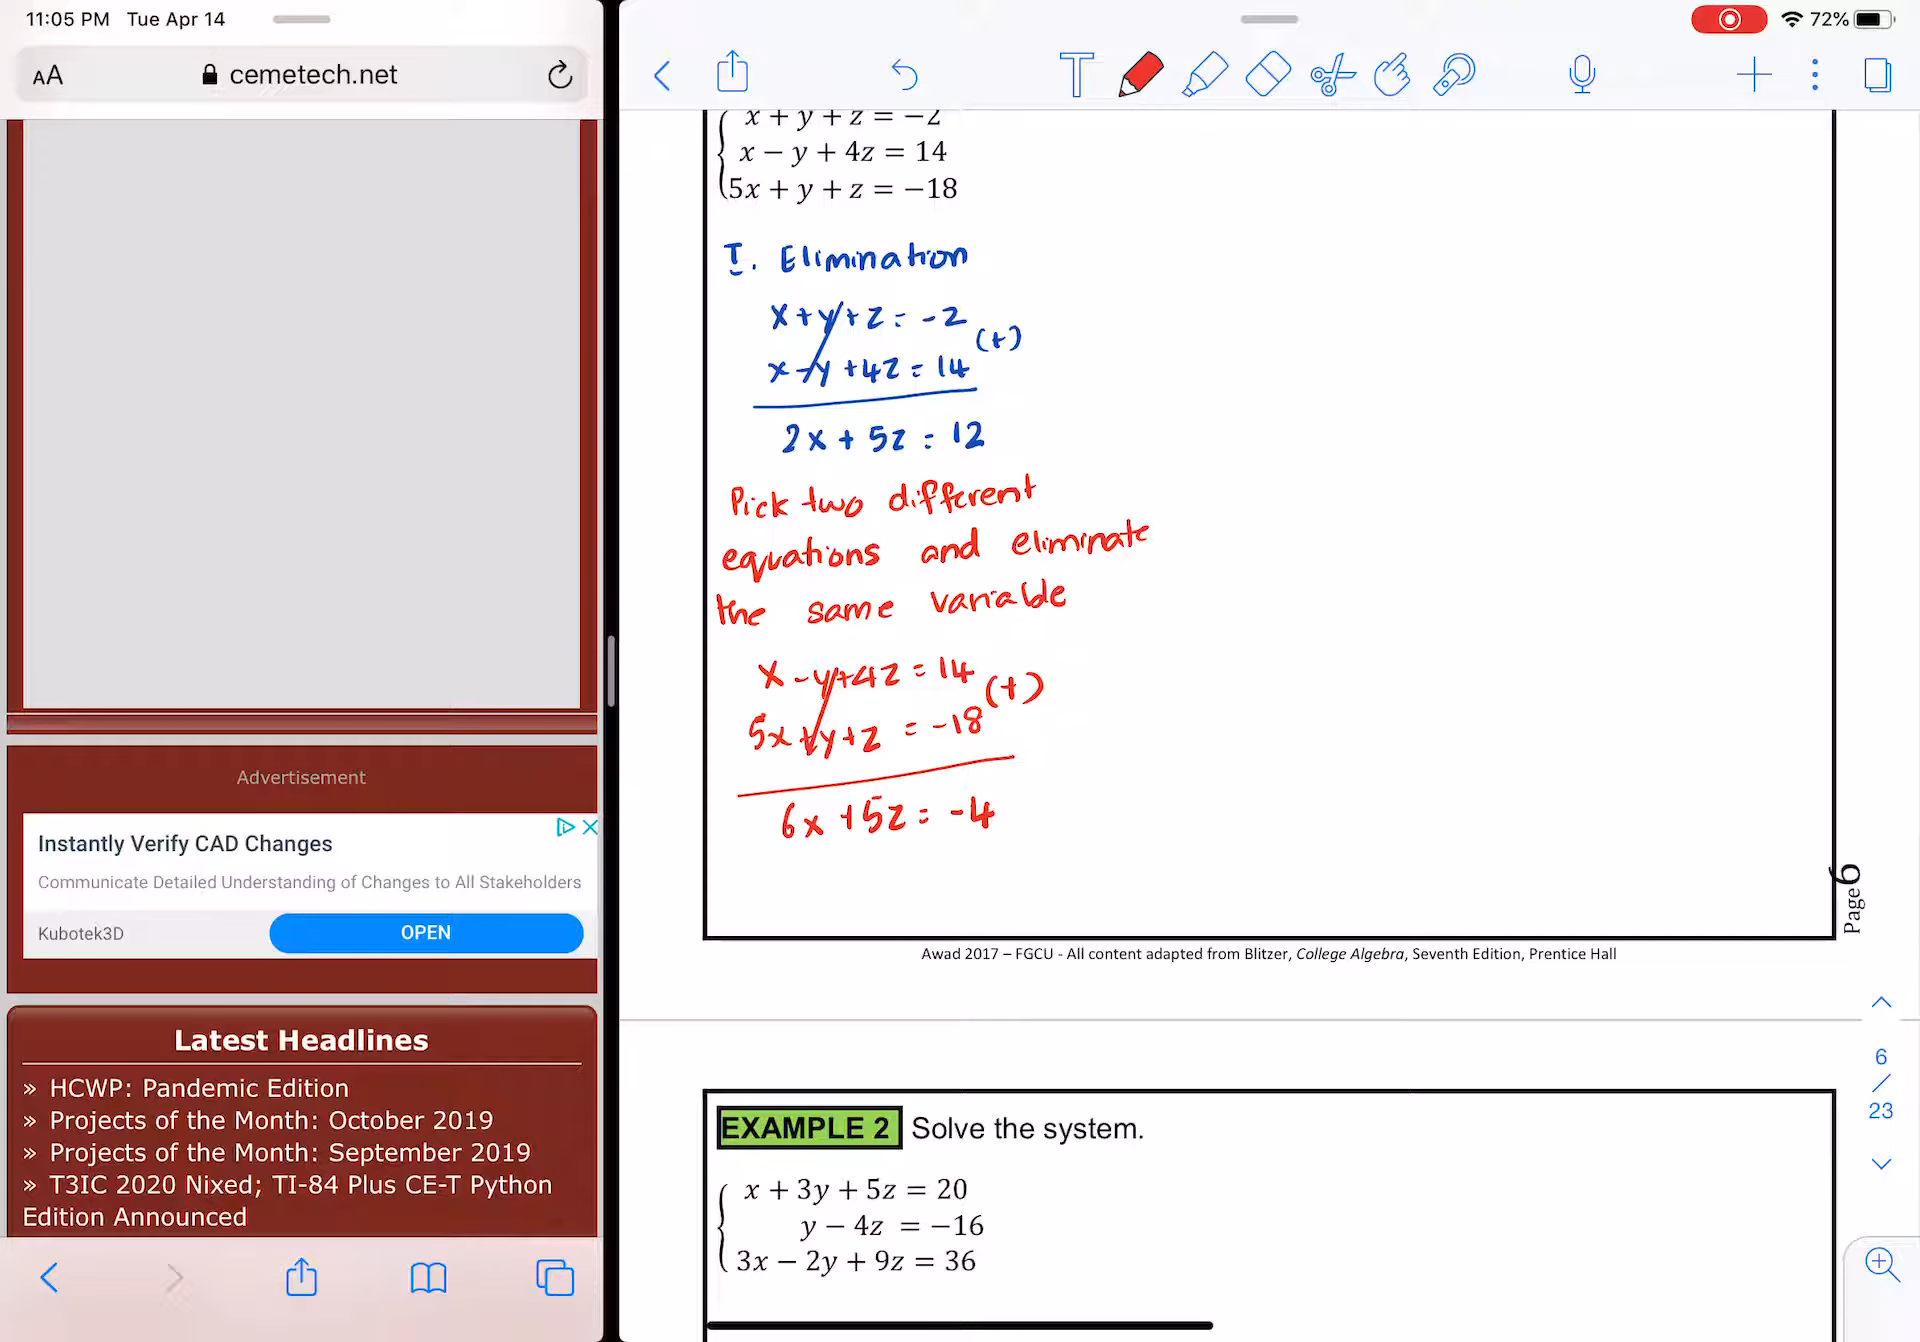 11:05 PM Tue Apr 14
72%
AA cemetech.net
Advertisement
Instantly Verify CAD Changes
Communicate Detailed Understanding of Changes to All Stakeholders
Kubotek3D
OPEN
Latest Headlines
» HCWP: Pandemic Edition
» Projects of the Month: October 2019
» Projects of the Month: September 2019
» T3IC 2020 Nixed; TI-84 Plus CE-T Python
Edition Announced
x + y + z = −2
x − y + 4z = 14
5x + y + z = −18
I. Elimination
x + y + z = -2
(+)
x - y + 4z = 14
2x + 5z = 12
Pick two different
equations and eliminate
the same variable
x - y + 4z = 14
(+)
5x + y + z = -18
6x + 5z = -4
Page 6
Awad 2017 – FGCU - All content adapted from Blitzer, College Algebra, Seventh Edition, Prentice Hall
6
/
23
EXAMPLE 2 Solve the system.
x + 3y + 5z = 20
y − 4z = −16
3x − 2y + 9z = 36